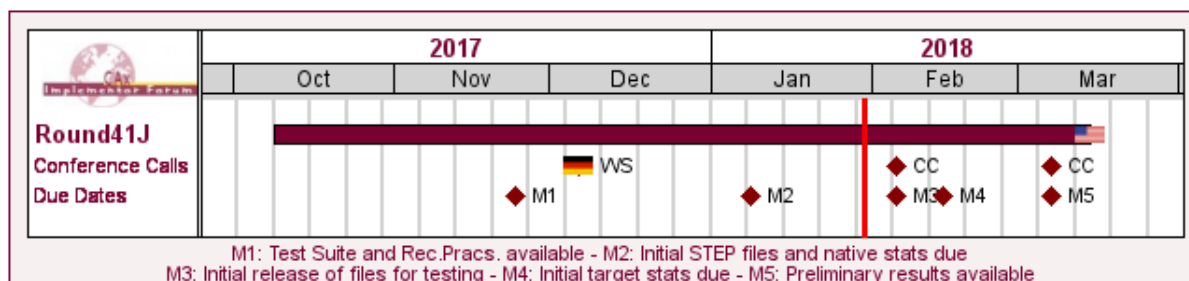 2017 2018
CAx
Implementor Forum
Oct Nov Dec Jan Feb Mar
Round41J
Conference Calls WS CC CC
Due Dates M1 M2 M3 M4 M5
M1: Test Suite and Rec.Pracs. available - M2: Initial STEP files and native stats due
M3: Initial release of files for testing - M4: Initial target stats due - M5: Preliminary results available